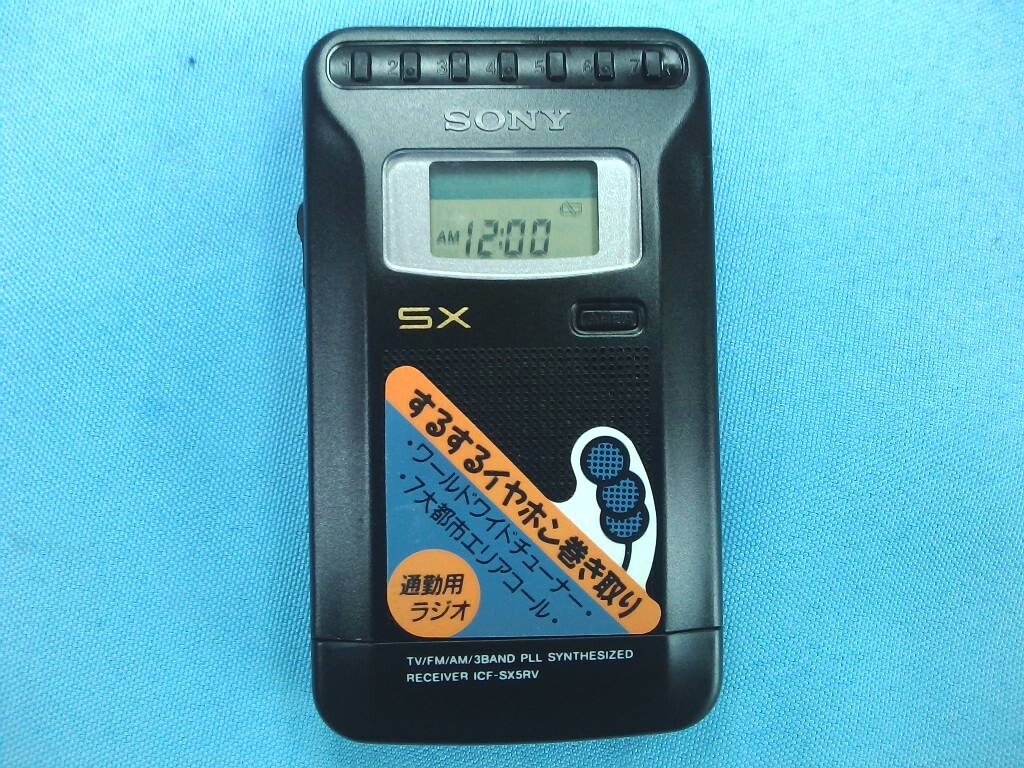 1 2 3 4 5 6 7
SONY
AM 12:00
SX
するするイヤホン巻き取り
・ワールドワイドチューナー・
・7大都市エリアコール・
通勤用
ラジオ
TV/FM/AM/3BAND PLL SYNTHESIZED
RECEIVER ICF-SX5RV